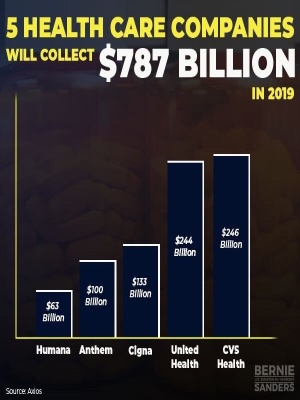 5 HEALTH CARE COMPANIES
WILL COLLECT $787 BILLION
IN 2019
$63
Billion
$100
Billion
$133
Billion
$244
Billion
$246
Billion
Humana Anthem Cigna United
Health CVS
Health
BERNIE
SANDERS
Source: Axios